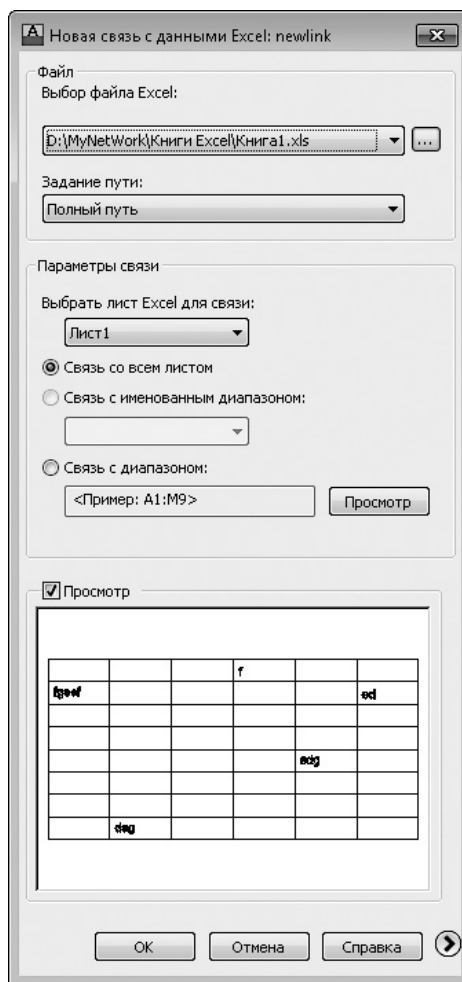 Новая связь с данными Excel: newlink
Файл
Выбор файла Excel:
D:\MyNetWork\Книги Excel\Книга1.xls
...
Задание пути:
Полный путь
Параметры связи
Выбрать лист Excel для связи:
Лист1
Связь со всем листом
Связь с именованным диапазоном:
Связь с диапазоном:
<Пример: A1:M9>
Просмотр
Просмотр
f
ed
edg
OK
Отмена
Справка